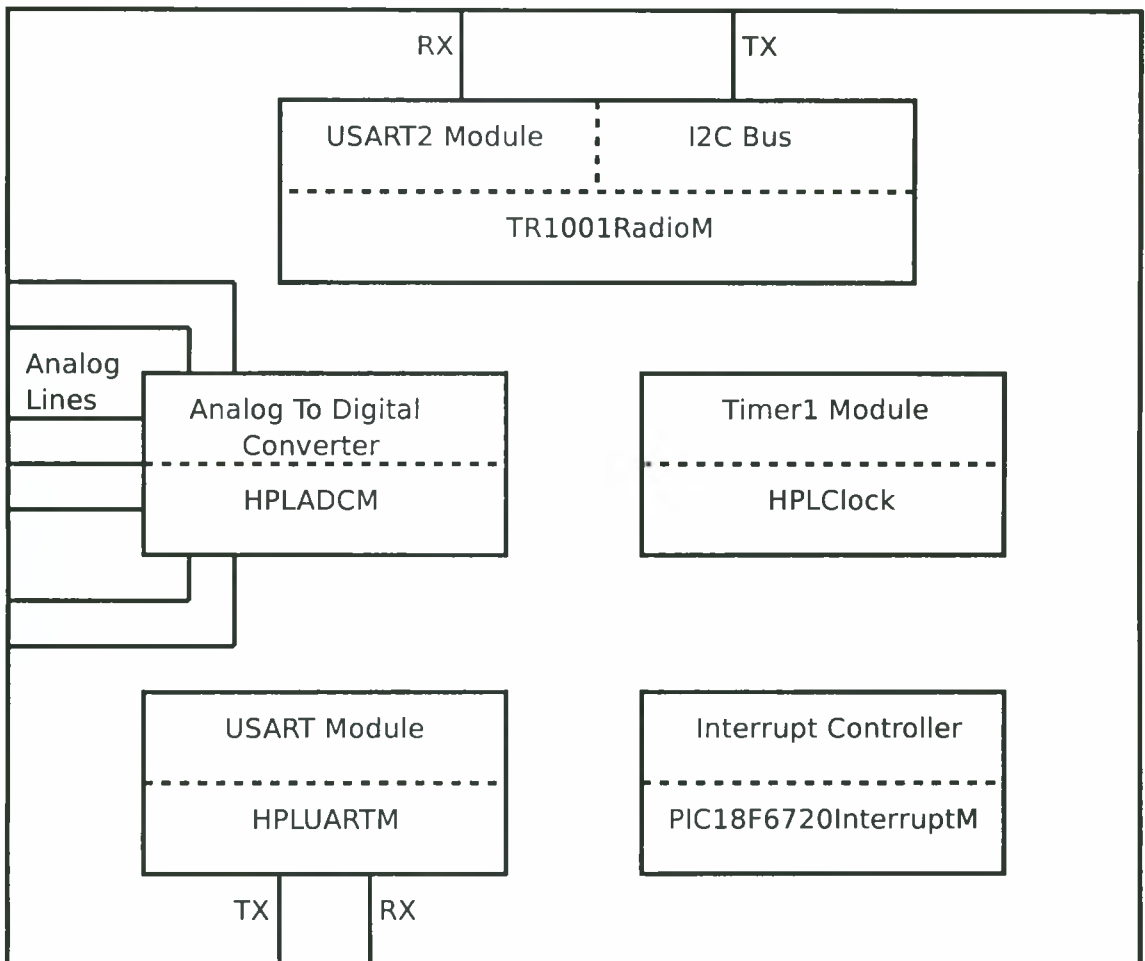 RX
TX
USART2 Module
I2C Bus
TR1001RadioM
Analog
Lines
Analog To Digital
Converter
HPLADCM
Timer1 Module
HPLClock
USART Module
HPLUARTM
Interrupt Controller
PIC18F6720InterruptM
TX
RX